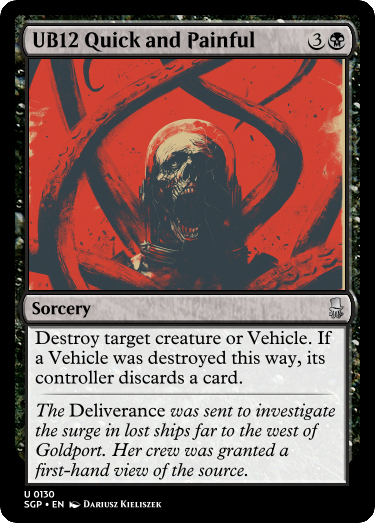 UB12 Quick and Painful 3
Sorcery
Destroy target creature or Vehicle. If
a Vehicle was destroyed this way, its
controller discards a card.
The Deliverance was sent to investigate
the surge in lost ships far to the west of
Goldport. Her crew was granted a
first-hand view of the source.
U 0130
SGP • EN Dariusz Kieliszek